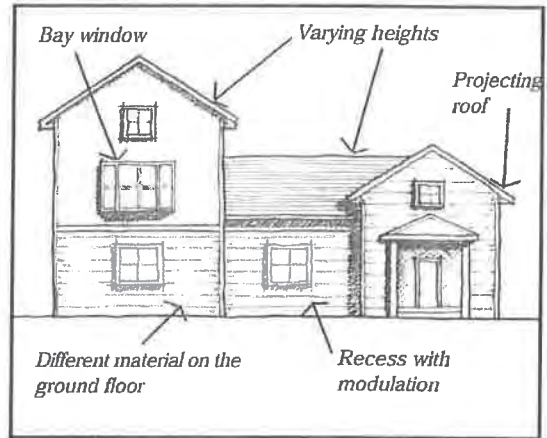 Bay window
Varying heights
Projecting
roof
Different material on the
ground floor
Recess with
modulation